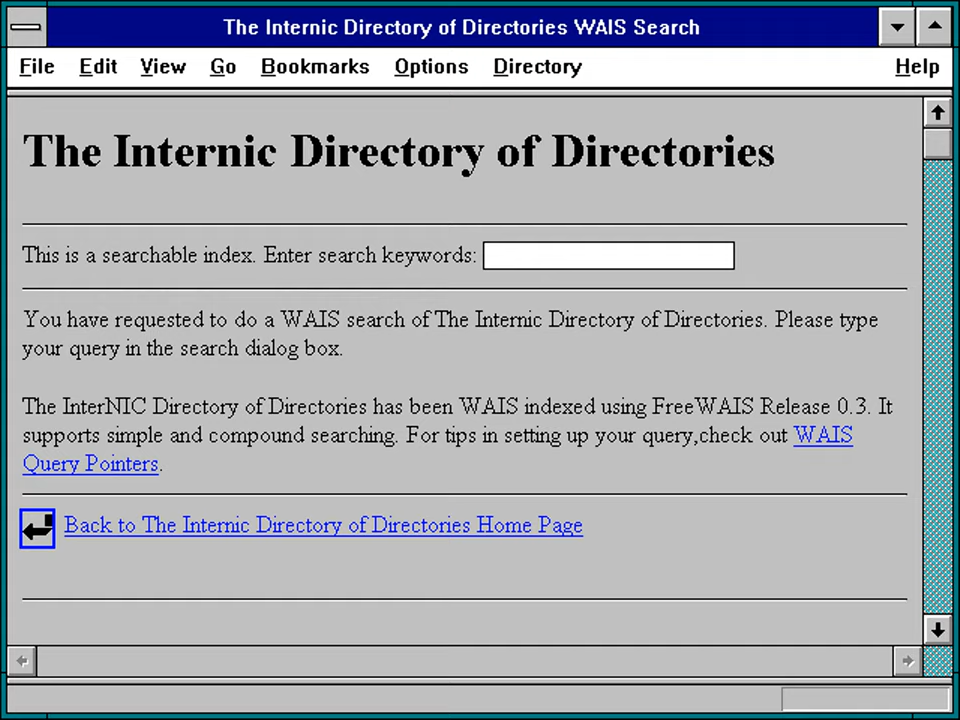 The Internic Directory of Directories WAIS Search
File Edit View Go Bookmarks Options Directory Help
The Internic Directory of Directories
This is a searchable index. Enter search keywords:
You have requested to do a WAIS search of The Internic Directory of Directories. Please type
your query in the search dialog box.
The InterNIC Directory of Directories has been WAIS indexed using FreeWAIS Release 0.3. It
supports simple and compound searching. For tips in setting up your query,check out WAIS
Query Pointers.
Back to The Internic Directory of Directories Home Page